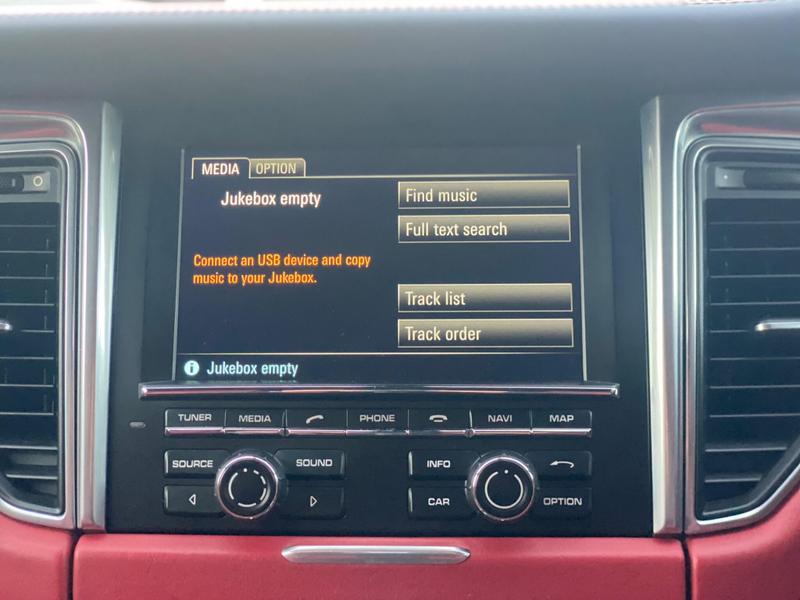 MEDIA OPTION
Jukebox empty
Find music
Full text search
Connect an USB device and copy
music to your Jukebox.
Track list
Track order
Jukebox empty
TUNER MEDIA PHONE NAVI MAP
SOURCE SOUND INFO
CAR OPTION